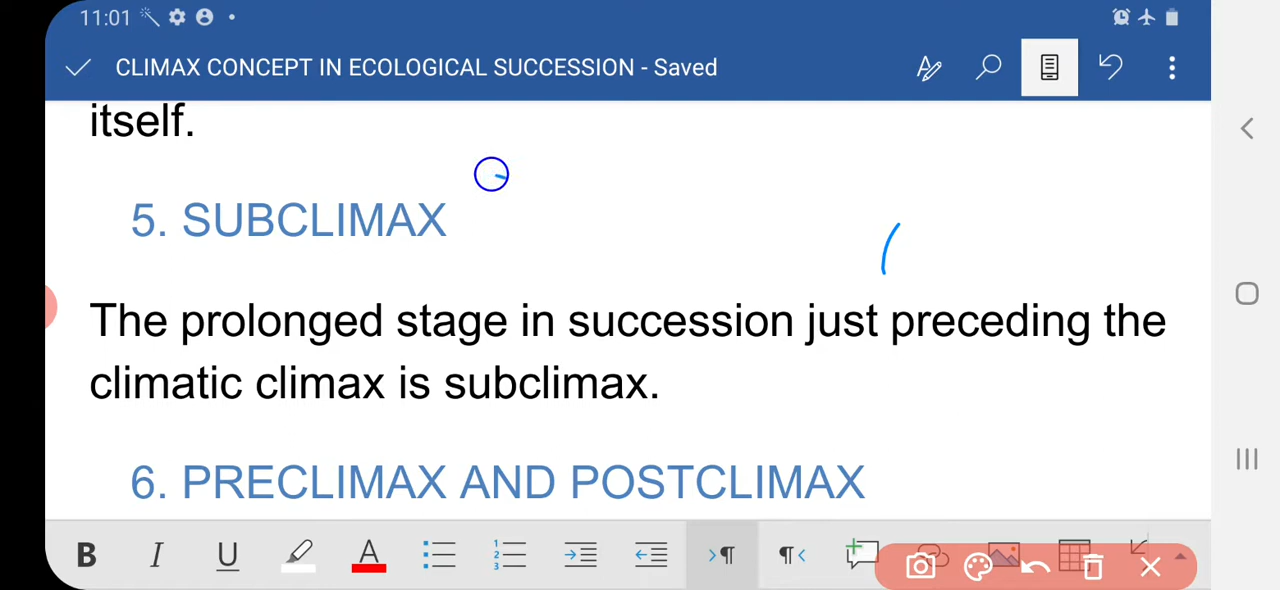 11:01
CLIMAX CONCEPT IN ECOLOGICAL SUCCESSION - Saved
itself.
5. SUBCLIMAX
The prolonged stage in succession just preceding the
climatic climax is subclimax.
6. PRECLIMAX AND POSTCLIMAX
B I U A